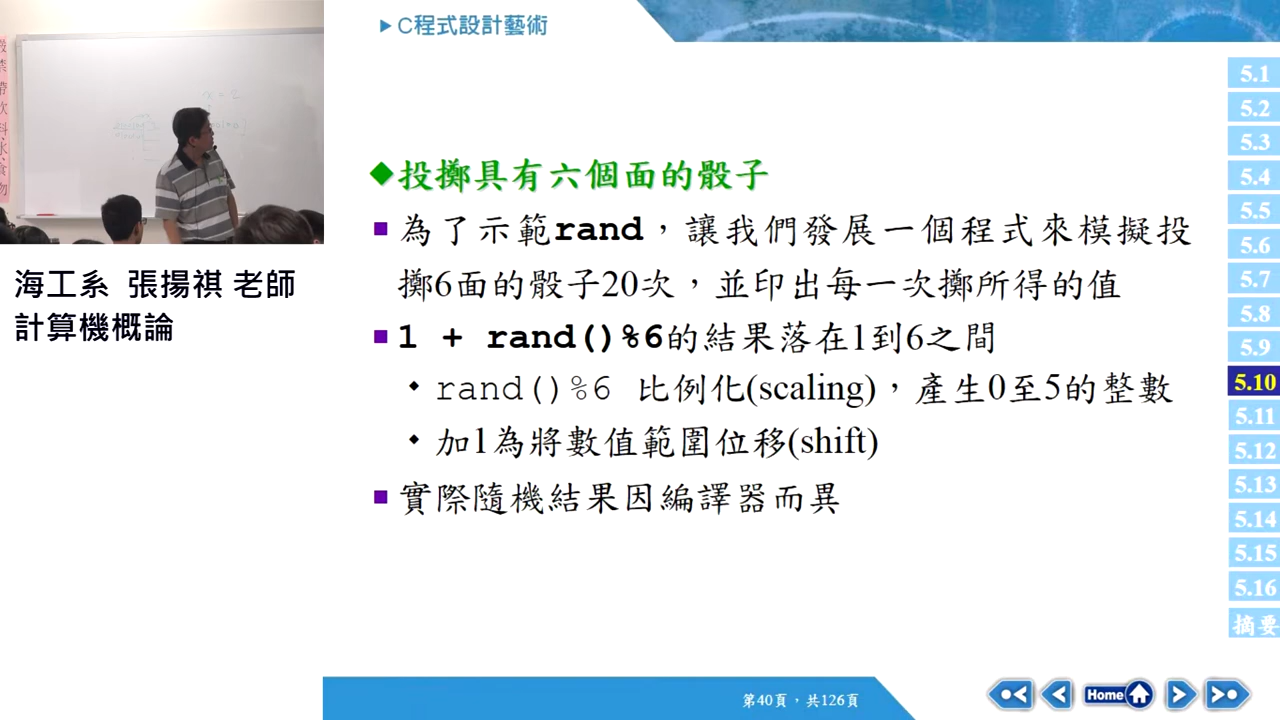 C程式設計藝術
海工系 張揚祺 老師
計算機概論
投擲具有六個面的骰子
為了示範rand，讓我們發展一個程式來模擬投
擲6面的骰子20次，並印出每一次擲所得的值
1 + rand()%6的結果落在1到6之間
rand()%6 比例化(scaling)，產生0至5的整數
加1為將數值範圍位移(shift)
實際隨機結果因編譯器而異
5.1
5.2
5.3
5.4
5.5
5.6
5.7
5.8
5.9
5.10
5.11
5.12
5.13
5.14
5.15
5.16
摘要
第40頁，共126頁
Home